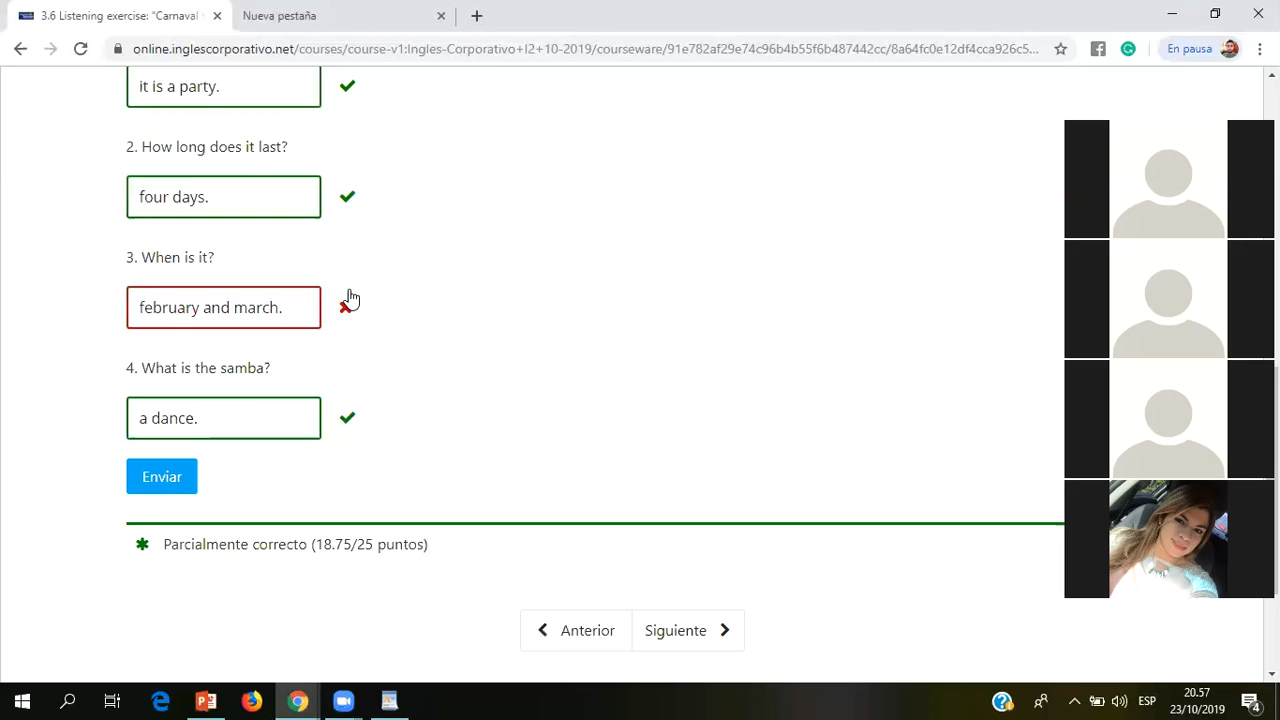 3.6 Listening exercise: "Carnaval
Nueva pestaña
online.inglescorporativo.net/courses/course-v1:Ingles-Corporativo+I2+10-2019/courseware/91e782af29e74c96b4b55f6b487442cc/8a64fc0e12df4cca926c5...
En pausa
it is a party.
2. How long does it last?
four days.
3. When is it?
february and march.
4. What is the samba?
a dance.
Enviar
Parcialmente correcto (18.75/25 puntos)
Anterior
Siguiente
ESP
20.57
23/10/2019
4